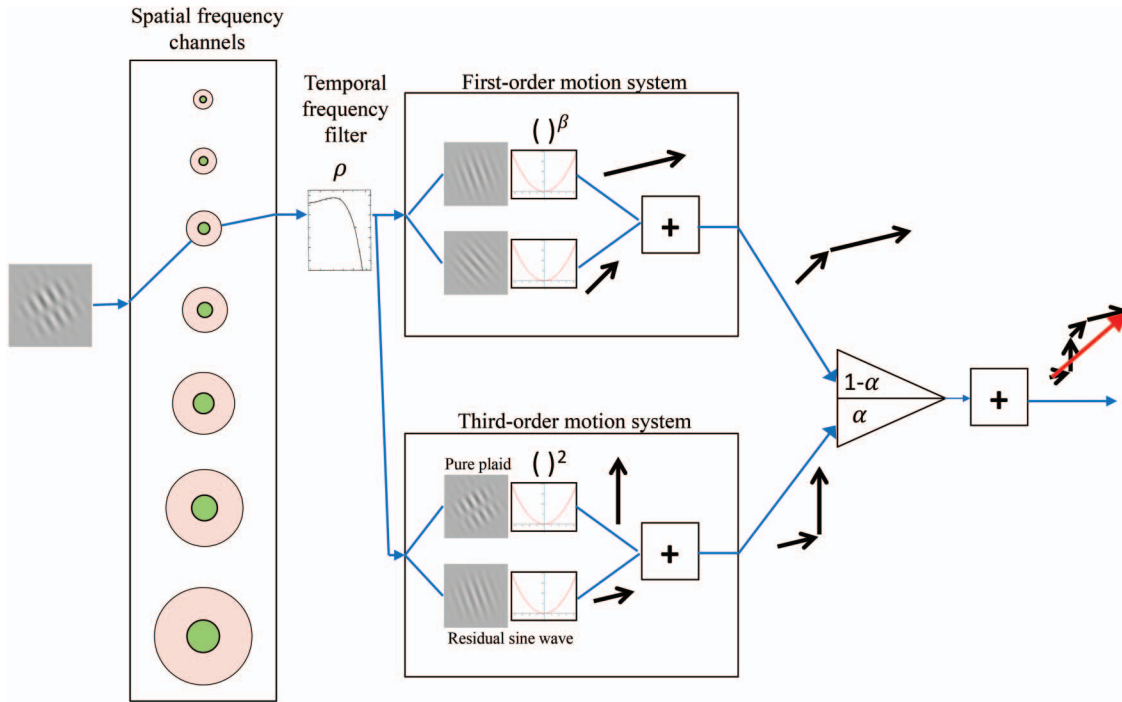 Spatial frequency
channels
Temporal
frequency
filter
ρ
First-order motion system
( )^β
+
1-α
α
+
Third-order motion system
Pure plaid
( )²
+
Residual sine wave